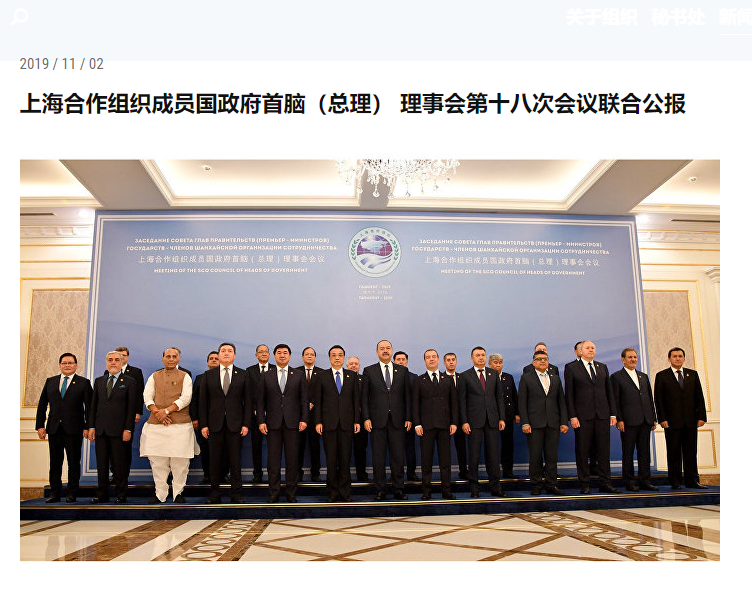 关于组织 秘书处 新闻
2019 / 11 / 02
上海合作组织成员国政府首脑（总理） 理事会第十八次会议联合公报
ЗАСЕДАНИЕ СОВЕТА ГЛАВ ПРАВИТЕЛЬСТВ (ПРЕМЬЕР - МИНИСТРОВ)
ГОСУДАРСТВ - ЧЛЕНОВ ШАНХАЙСКОЙ ОРГАНИЗАЦИИ СОТРУДНИЧЕСТВА
上海合作组织成员国政府首脑（总理）理事会会议
MEETING OF THE SCO COUNCIL OF HEADS OF GOVERNMENT
ЗАСЕДАНИЕ СОВЕТА ГЛАВ ПРАВИТЕЛЬСТВ (ПРЕМЬЕР - МИНИСТРОВ)
ГОСУДАРСТВ - ЧЛЕНОВ ШАНХАЙСКОЙ ОРГАНИЗАЦИИ СОТРУДНИЧЕСТВА
上海合作组织成员国政府首脑（总理）理事会会议
MEETING OF THE SCO COUNCIL OF HEADS OF GOVERNMENT